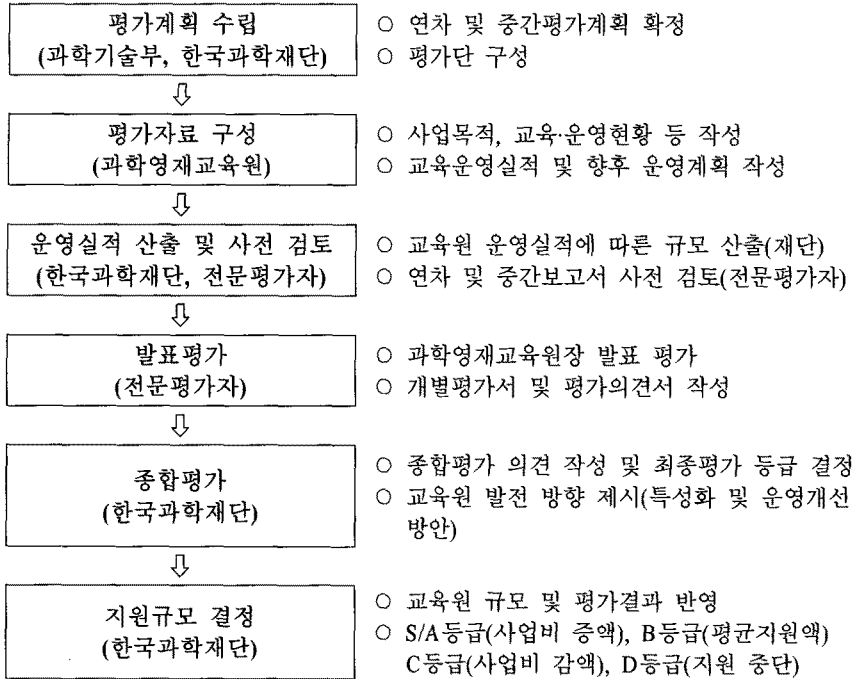 평가계획 수립
(과학기술부, 한국과학재단)
○ 연차 및 중간평가계획 확정
○ 평가단 구성
⇩
평가자료 구성
(과학영재교육원)
○ 사업목적, 교육·운영현황 등 작성
○ 교육운영실적 및 향후 운영계획 작성
⇩
운영실적 산출 및 사전 검토
(한국과학재단, 전문평가자)
○ 교육원 운영실적에 따른 규모 산출(재단)
○ 연차 및 중간보고서 사전 검토(전문평가자)
⇩
발표평가
(전문평가자)
○ 과학영재교육원장 발표 평가
○ 개별평가서 및 평가의견서 작성
⇩
종합평가
(한국과학재단)
○ 종합평가 의견 작성 및 최종평가 등급 결정
○ 교육원 발전 방향 제시(특성화 및 운영개선
방안)
⇩
지원규모 결정
(한국과학재단)
○ 교육원 규모 및 평가결과 반영
○ S/A등급(사업비 증액), B등급(평균지원액)
C등급(사업비 감액), D등급(지원 중단)